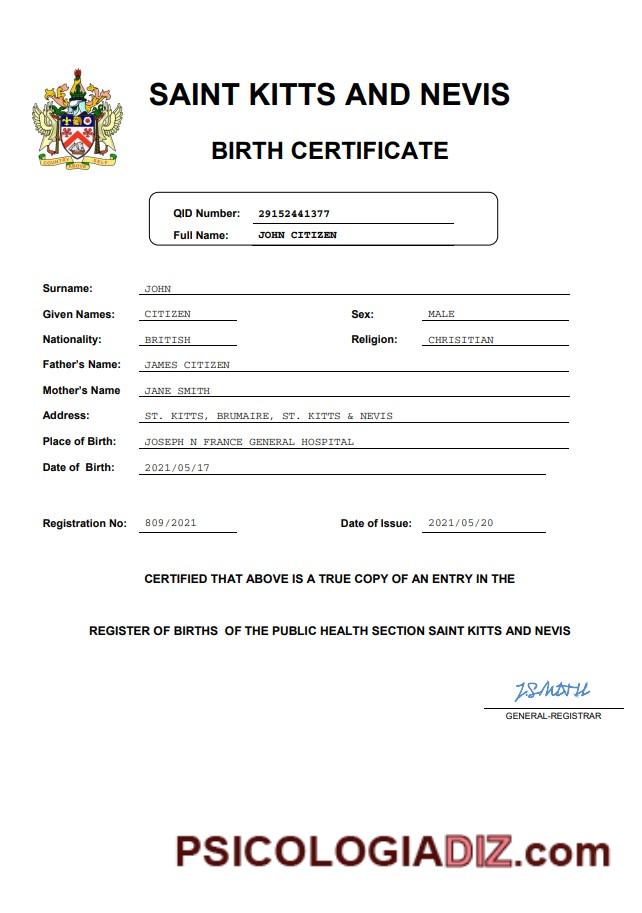 SAINT KITTS AND NEVIS
BIRTH CERTIFICATE
COUNTRY ABOVE SELF
QID Number: 29152441377
Full Name: JOHN CITIZEN
Surname: JOHN
Given Names: CITIZEN Sex: MALE
Nationality: BRITISH Religion: CHRISITIAN
Father's Name: JAMES CITIZEN
Mother's Name JANE SMITH
Address: ST. KITTS, BRUMAIRE, ST. KITTS & NEVIS
Place of Birth: JOSEPH N FRANCE GENERAL HOSPITAL
Date of Birth: 2021/05/17
Registration No: 809/2021 Date of Issue: 2021/05/20
CERTIFIED THAT ABOVE IS A TRUE COPY OF AN ENTRY IN THE
REGISTER OF BIRTHS OF THE PUBLIC HEALTH SECTION SAINT KITTS AND NEVIS
J.SMITH
GENERAL-REGISTRAR
PSICOLOGIADIZ.com